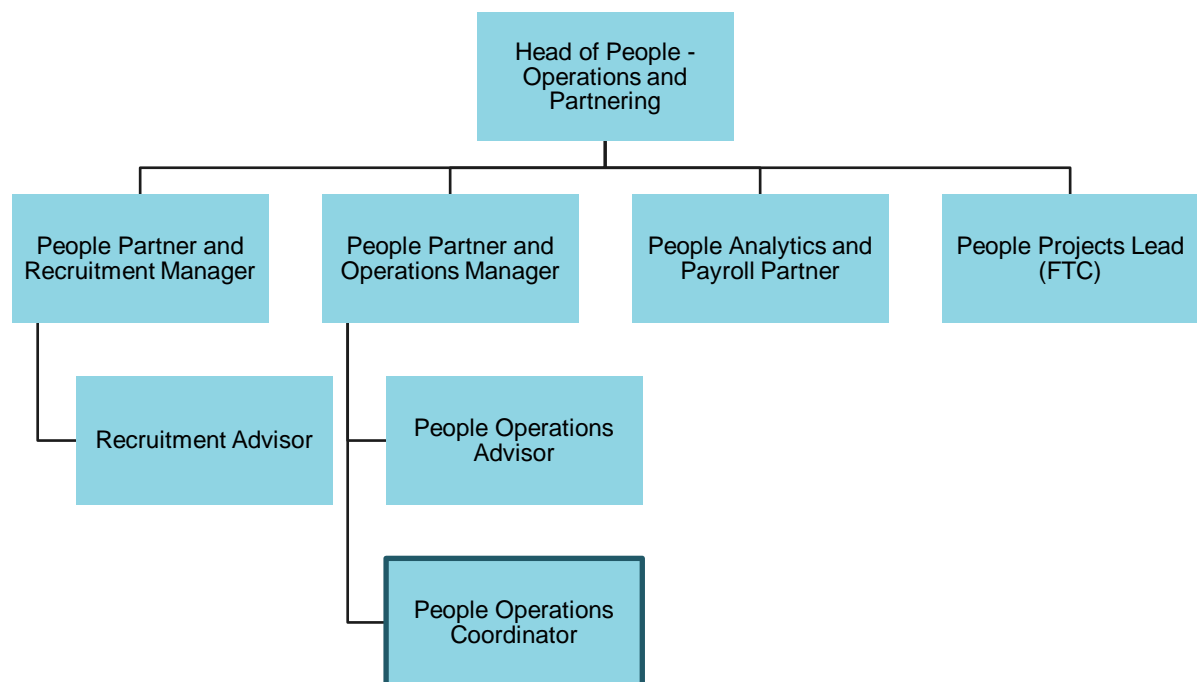 Head of People -
Operations and
Partnering
People Partner and
Recruitment Manager
People Partner and
Operations Manager
People Analytics and
Payroll Partner
People Projects Lead
(FTC)
Recruitment Advisor
People Operations
Advisor
People Operations
Coordinator